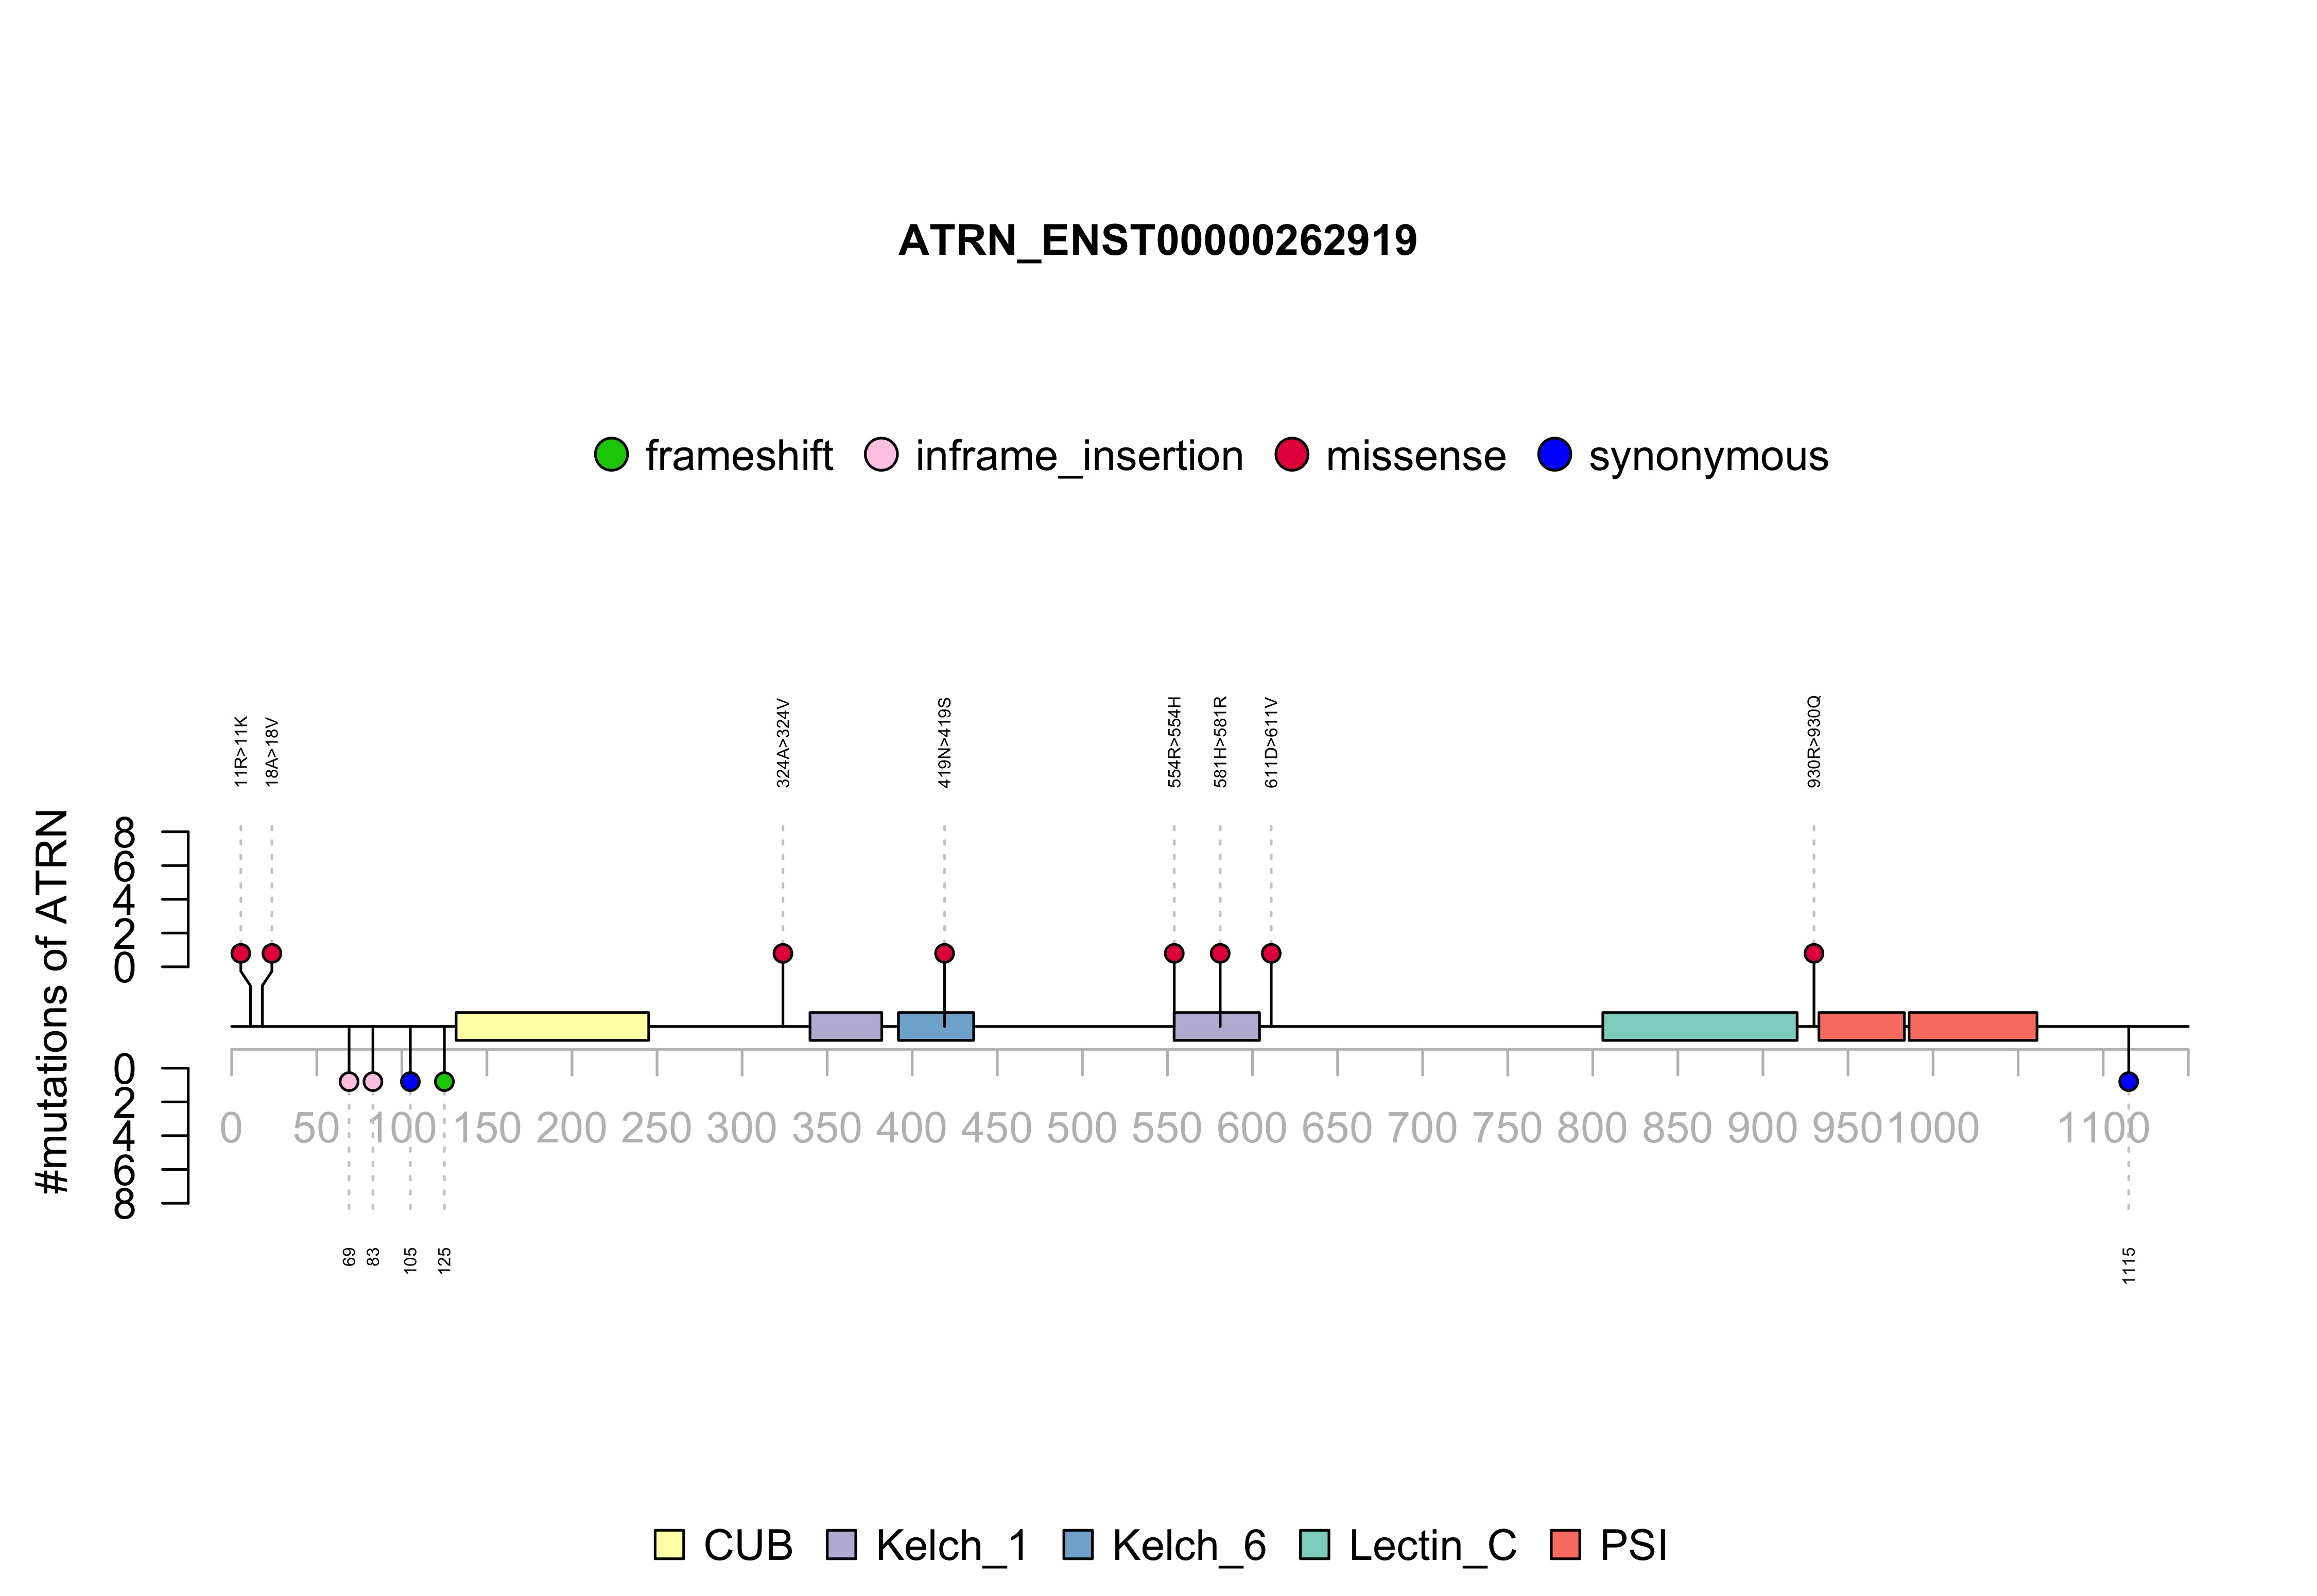 ATRN_ENST00000262919
frameshift inframe_insertion missense synonymous
11R>11K 18A>18V 324A>324V 419N>419S 554R>554H 581H>581R 611D>611V 930R>930Q
#mutations of ATRN
8
6
4
2
0
0
2
4
6
8
0 50 100 150 200 250 300 350 400 450 500 550 600 650 700 750 800 850 900 950 1000 1100
69 83 105 125 1115
CUB Kelch_1 Kelch_6 Lectin_C PSI